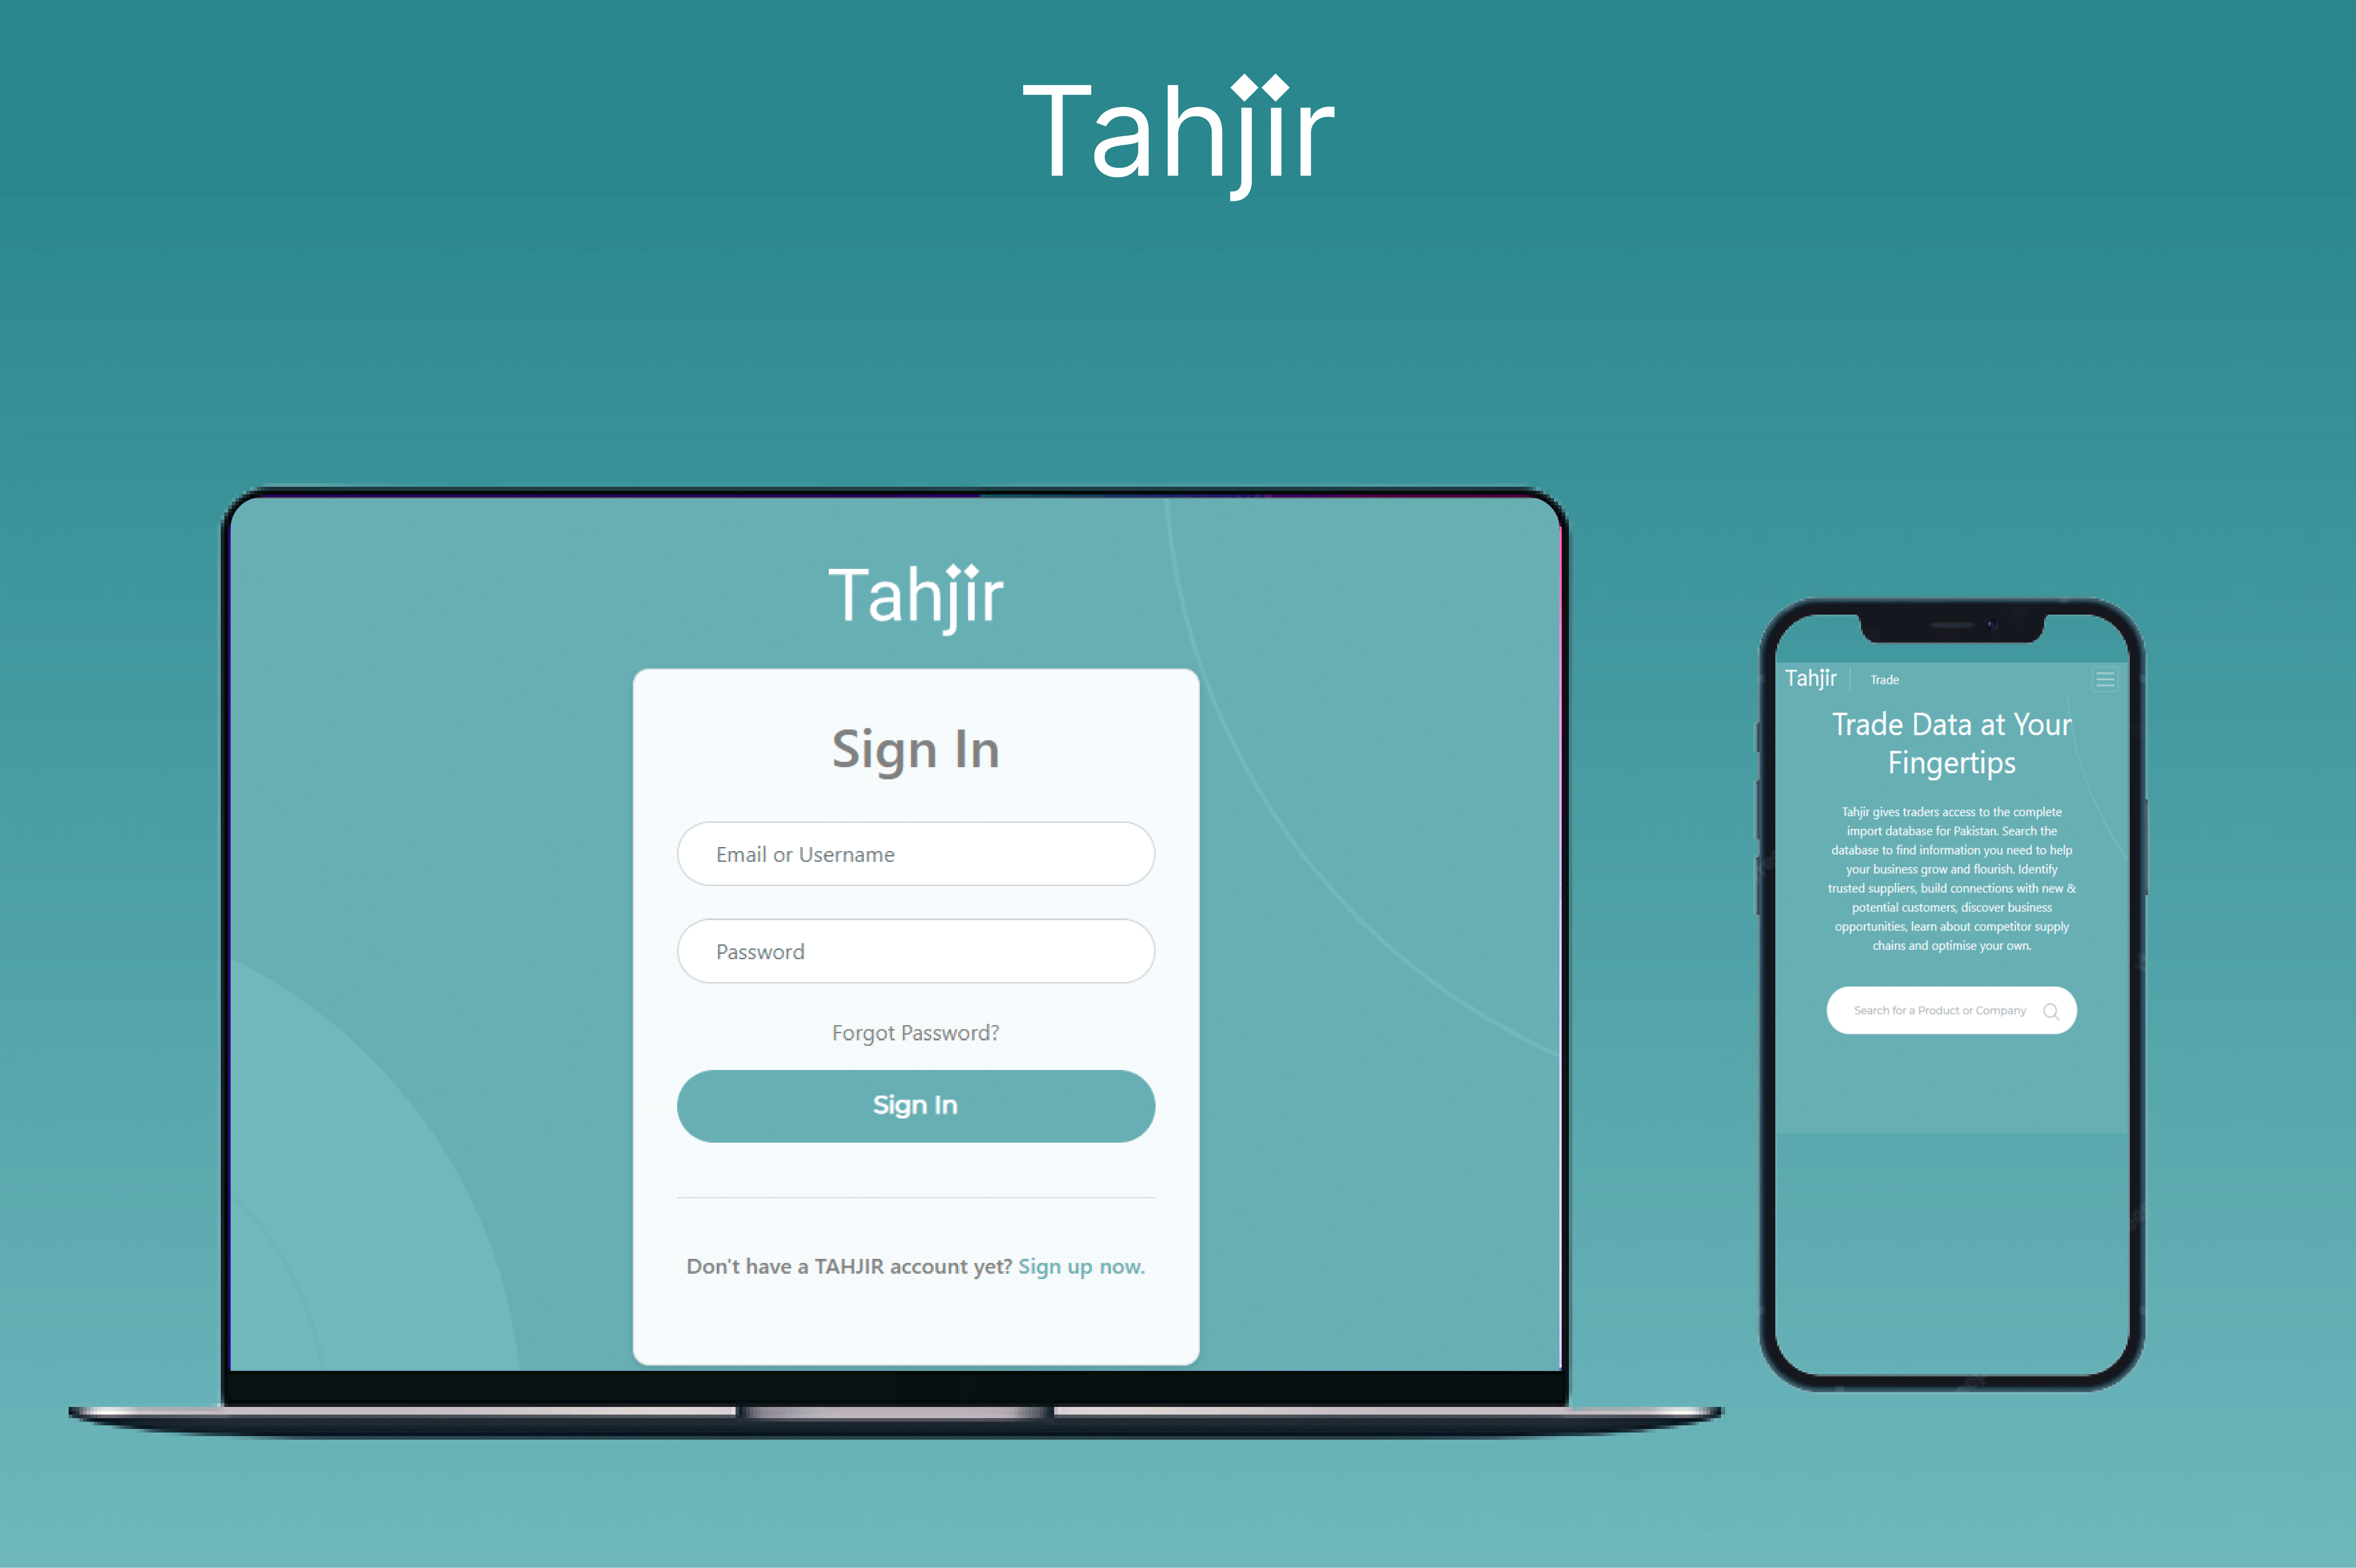 Tahjir
Tahjir
Sign In
Email or Username
Password
Forgot Password?
Sign In
Don't have a TAHJIR account yet? Sign up now.
Tahjir
Trade
Trade Data at Your
Fingertips
Tahjir gives traders access to the complete
import database for Pakistan. Search the
database to find information you need to help
your business grow and flourish. Identify
trusted suppliers, build connections with new &
potential customers, discover business
opportunities, learn about competitor supply
chains and optimise your own.
Search for a Product or Company